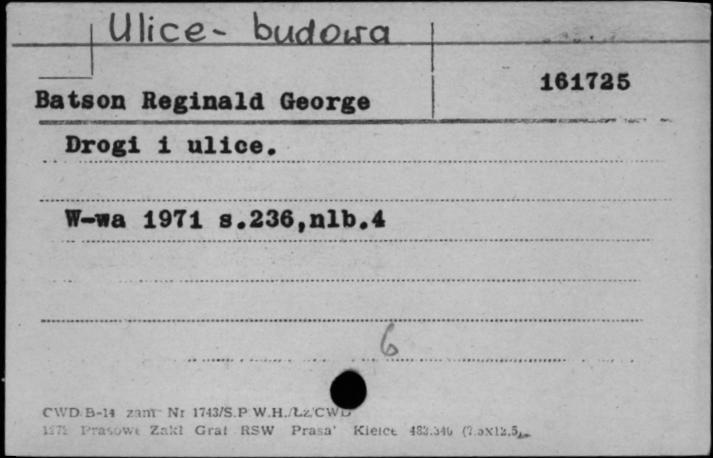 Ulice - budowa
161725
Batson Reginald George
Drogi i ulice.
W-wa 1971 s.236,nlb.4
6
CWD B-14 zam Nr 1743/S.P W.H./Łż/CWD
Prasowe Zakł Graf RSW Prasa' Kielce